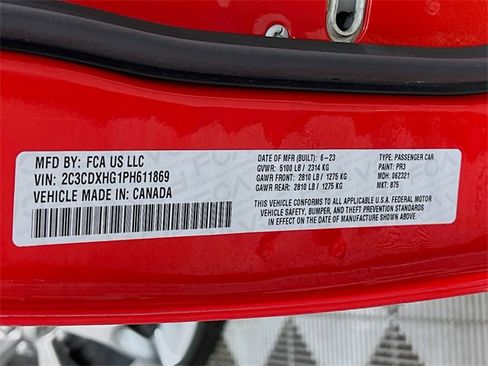 MFD BY: FCA US LLC
VIN: 2C3CDXHG1PH611869
VEHICLE MADE IN: CANADA
DATE OF MFR (BUILT): 6-23
GVWR: 5100 LB / 2314 KG
GAWR FRONT: 2810 LB / 1275 KG
GAWR REAR: 2810 LB / 1275 KG
TYPE: PASSENGER CAR
PAINT: PR3
MDH: 062321
MKT: 875
THIS VEHICLE CONFORMS TO ALL APPLICABLE U.S.A. FEDERAL MOTOR
VEHICLE SAFETY, BUMPER, AND THEFT PREVENTION STANDARDS
IN EFFECT ON THE DATE OF MANUFACTURE SHOWN ABOVE